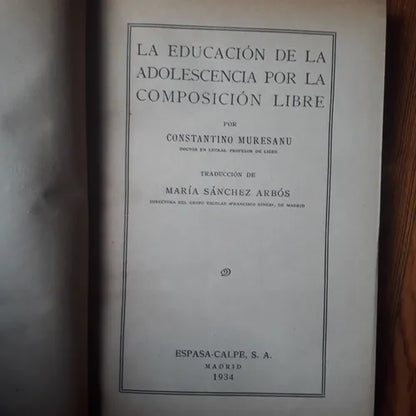 LA EDUCACIÓN DE LA
ADOLESCENCIA POR LA
COMPOSICIÓN LIBRE
POR
CONSTANTINO MURESANU
DOCTOR EN LETRAS, PROFESOR DE LICEO
TRADUCCIÓN DE
MARÍA SÁNCHEZ ARBÓS
DIRECTORA DEL GRUPO ESCOLAR «FRANCISCO GINER», DE MADRID
ESPASA-CALPE, S. A.
MADRID
1934